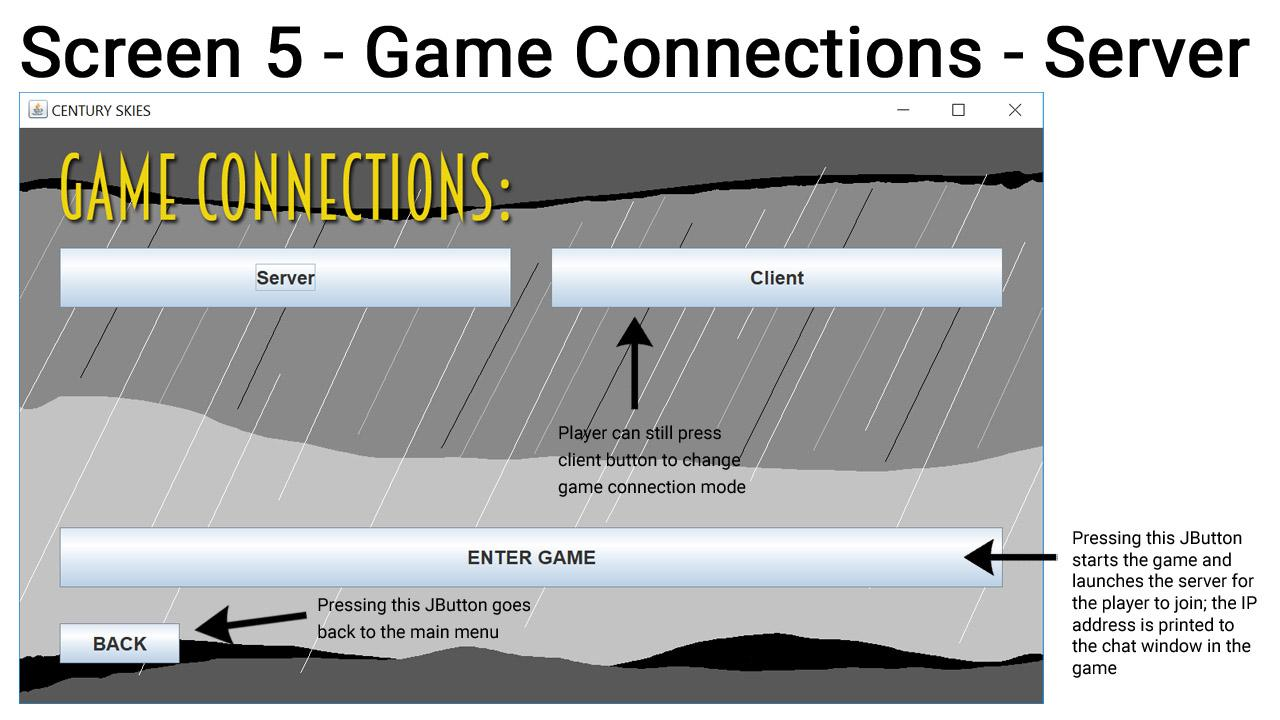 Screen 5 - Game Connections - Server
CENTURY SKIES
GAME CONNECTIONS:
Server
Client
Player can still press
client button to change
game connection mode
ENTER GAME
Pressing this JButton
starts the game and
launches the server for
the player to join; the IP
address is printed to
the chat window in the
game
Pressing this JButton goes
back to the main menu
BACK